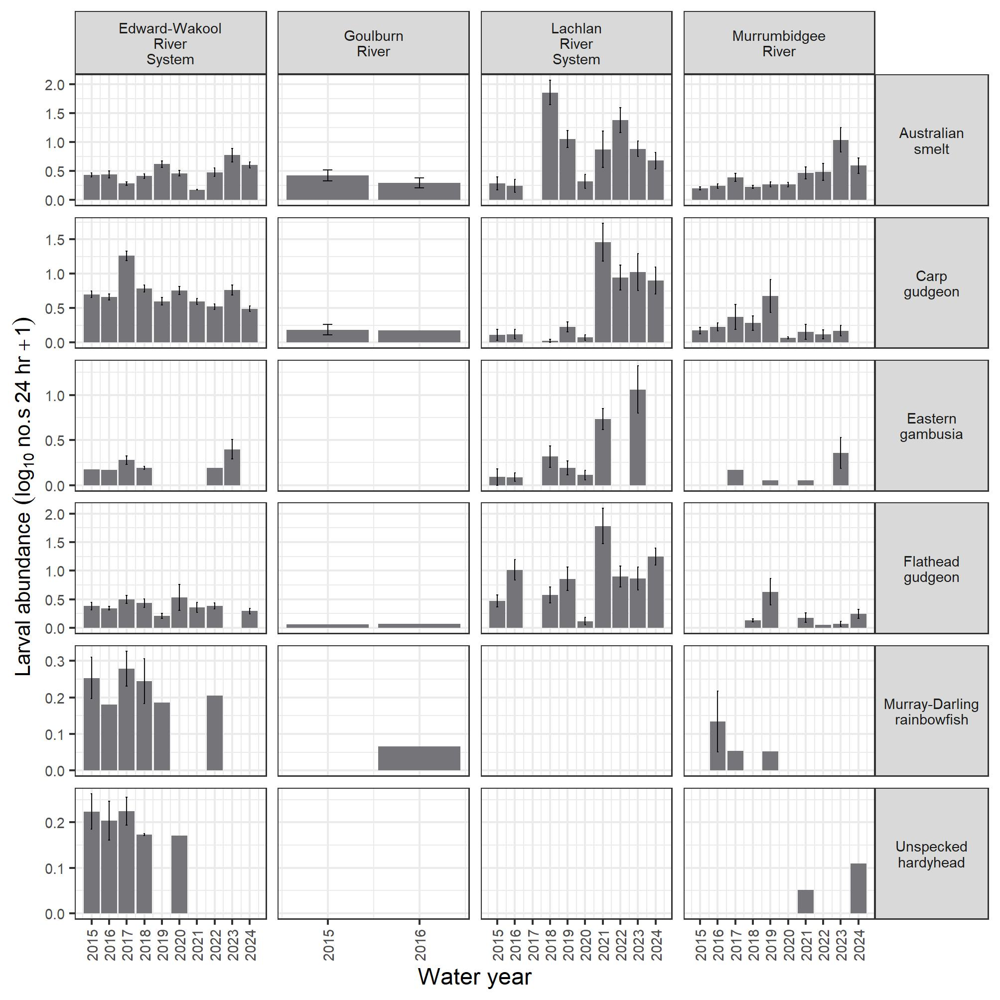 Edward-Wakool
River
System
Goulburn
River
Lachlan
River
System
Murrumbidgee
River
Larval abundance (log₁₀ no.s 24 hr + 1)
2.0
1.5
1.0
0.5
0.0
Australian
smelt
1.5
1.0
0.5
0.0
Carp
gudgeon
1.0
0.5
0.0
Eastern
gambusia
2.0
1.5
1.0
0.5
0.0
Flathead
gudgeon
0.3
0.2
0.1
0.0
Murray-Darling
rainbowfish
0.2
0.1
0.0
Unspecked
hardyhead
2015 2016 2017 2018 2019 2020 2021 2022 2023 2024
2015 2016
2015 2016 2017 2018 2019 2020 2021 2022 2023 2024
2015 2016 2017 2018 2019 2020 2021 2022 2023 2024
Water year